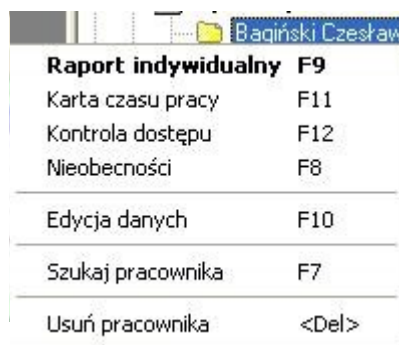 Bagiński Czesław
Raport indywidualny F9
Karta czasu pracy F11
Kontrola dostępu F12
Nieobecności F8
Edycja danych F10
Szukaj pracownika F7
Usuń pracownika <Del>